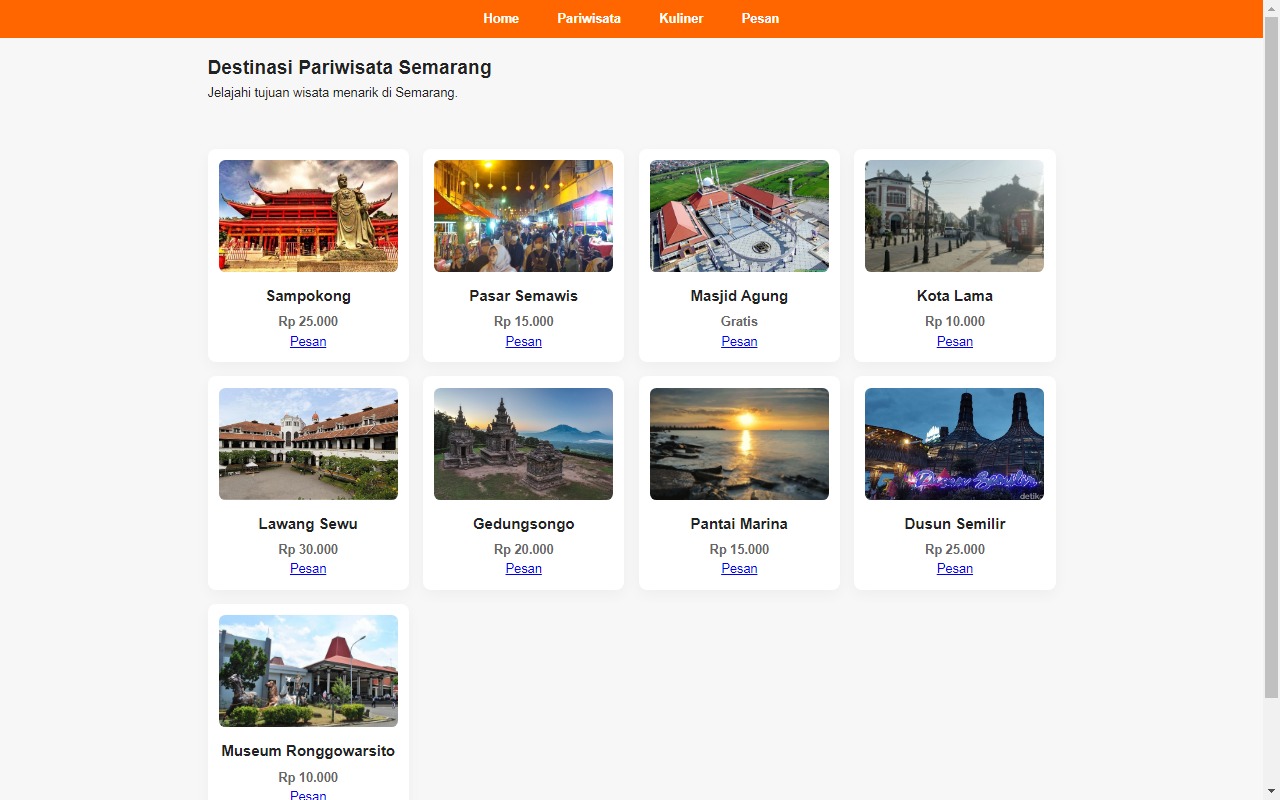 Home Pariwisata Kuliner Pesan
Destinasi Pariwisata Semarang
Jelajahi tujuan wisata menarik di Semarang.
Sampokong
Rp 25.000
Pesan
Pasar Semawis
Rp 15.000
Pesan
Masjid Agung
Gratis
Pesan
Kota Lama
Rp 10.000
Pesan
Lawang Sewu
Rp 30.000
Pesan
Gedungsongo
Rp 20.000
Pesan
Pantai Marina
Rp 15.000
Pesan
Dusun Semilir
detik
Dusun Semilir
Rp 25.000
Pesan
Museum Ronggowarsito
Rp 10.000
Pesan